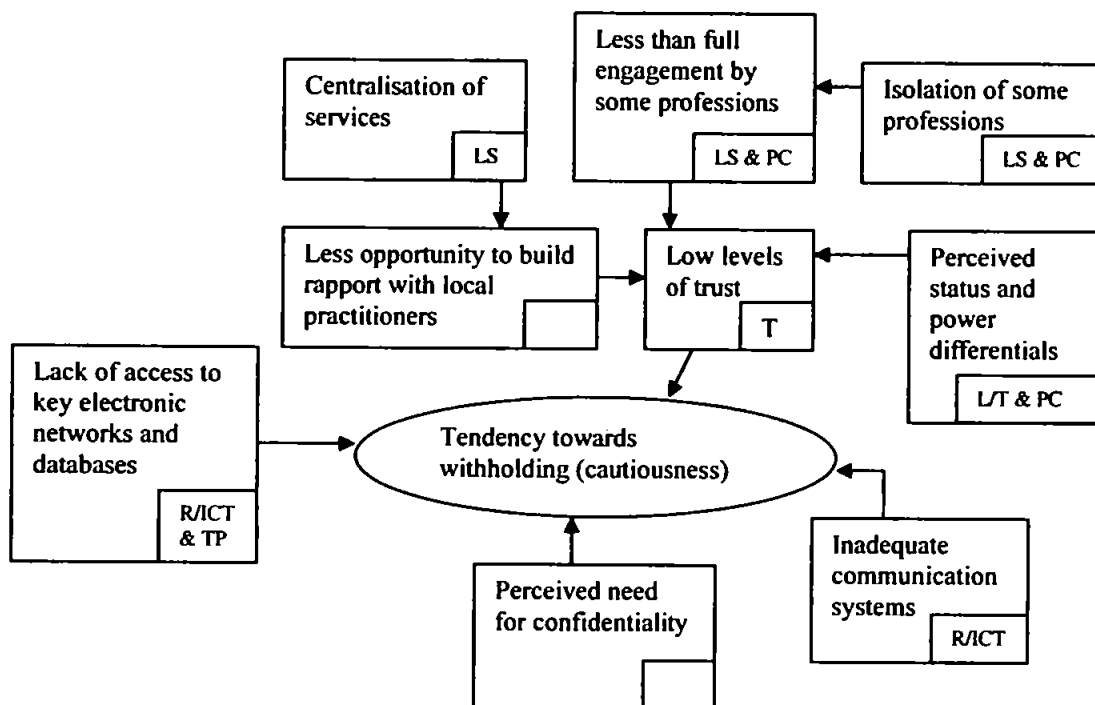 Less than full
engagement by
some professions
LS & PC
Centralisation of
services
LS
Isolation of some
professions
LS & PC
Less opportunity to build
rapport with local
practitioners
Low levels
of trust
T
Perceived
status and
power
differentials
L/T & PC
Lack of access to
key electronic
networks and
databases
R/ICT
& TP
Tendency towards
withholding (cautiousness)
Inadequate
communication
systems
R/ICT
Perceived need
for confidentiality